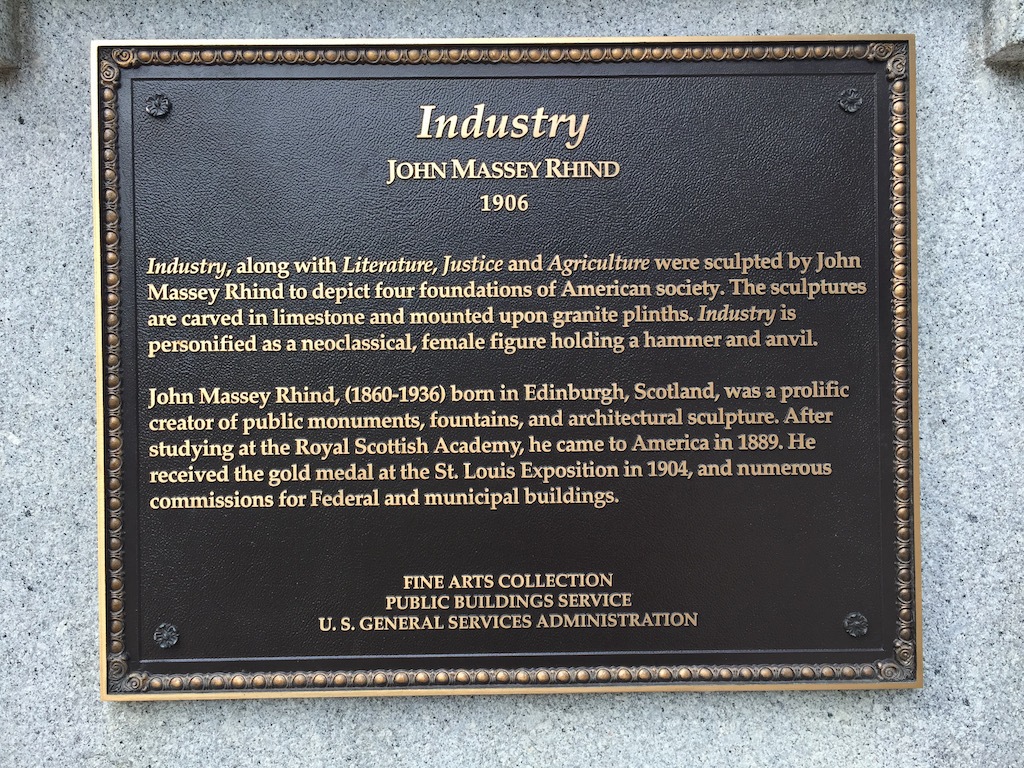 Industry
JOHN MASSEY RHIND
1906
Industry, along with Literature, Justice and Agriculture were sculpted by John
Massey Rhind to depict four foundations of American society. The sculptures
are carved in limestone and mounted upon granite plinths. Industry is
personified as a neoclassical, female figure holding a hammer and anvil.
John Massey Rhind, (1860-1936) born in Edinburgh, Scotland, was a prolific
creator of public monuments, fountains, and architectural sculpture. After
studying at the Royal Scottish Academy, he came to America in 1889. He
received the gold medal at the St. Louis Exposition in 1904, and numerous
commissions for Federal and municipal buildings.
FINE ARTS COLLECTION
PUBLIC BUILDINGS SERVICE
U. S. GENERAL SERVICES ADMINISTRATION